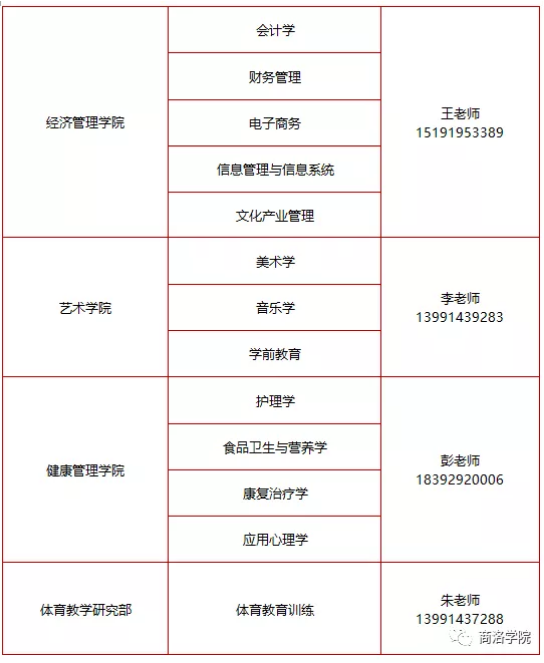 会计学
财务管理
经济管理学院
电子商务
王老师
15191953389
信息管理与信息系统
文化产业管理
美术学
艺术学院
音乐学
李老师
13991439283
学前教育
护理学
食品卫生与营养学
健康管理学院
彭老师
18392920006
康复治疗学
应用心理学
体育教学研究部
体育教育训练
朱老师
13991437288
商洛学院